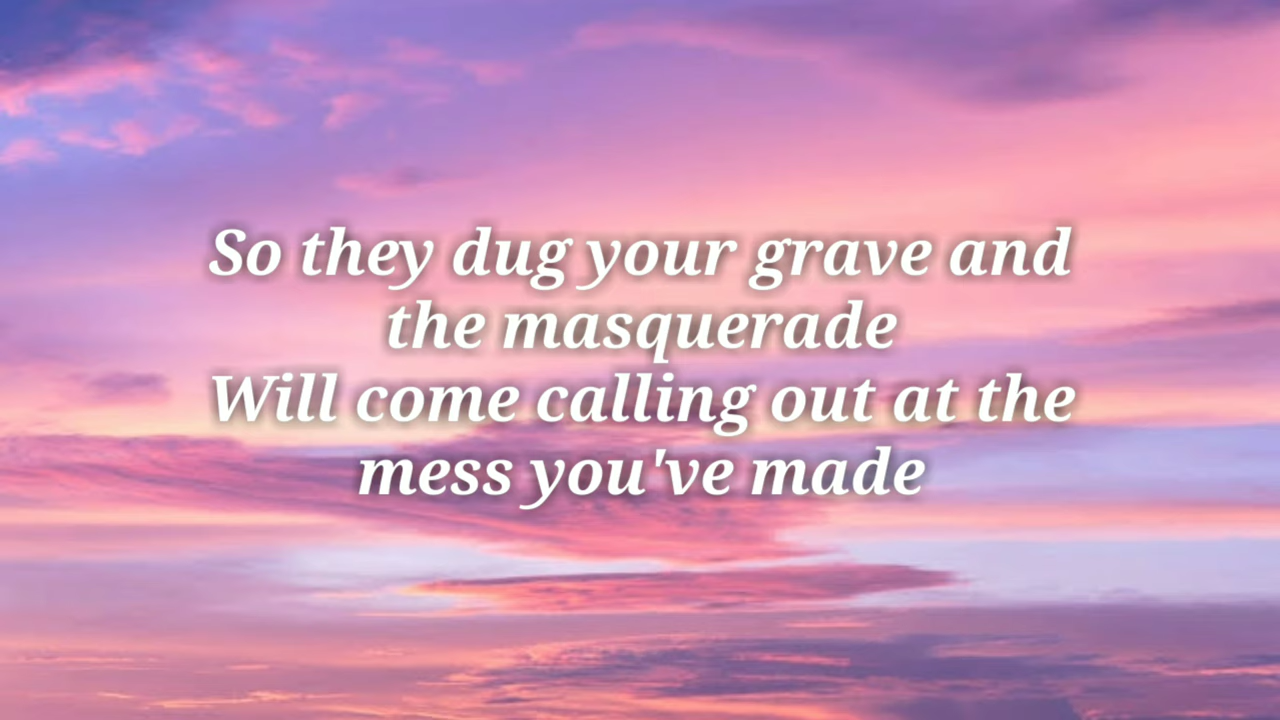 So they dug your grave and
the masquerade
Will come calling out at the
mess you've made